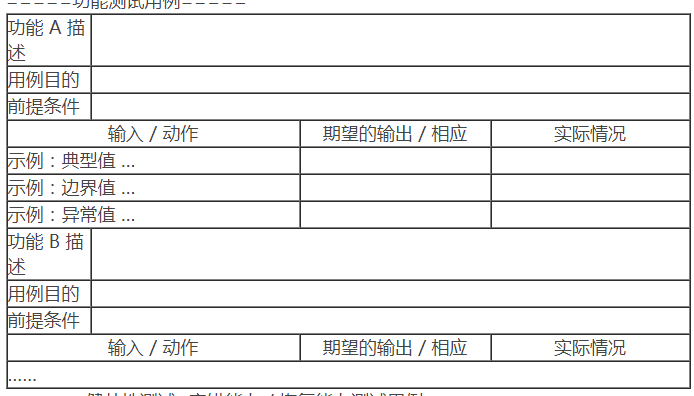 =====功能测试用例=====
功能 A 描
述
用例目的
前提条件
输入 / 动作 期望的输出 / 相应 实际情况
示例：典型值 ...
示例：边界值 ...
示例：异常值 ...
功能 B 描
述
用例目的
前提条件
输入 / 动作 期望的输出 / 相应 实际情况
......